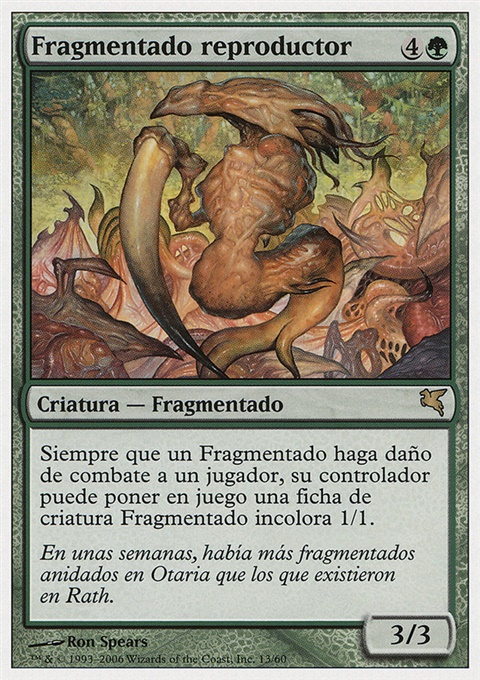 Fragmentado reproductor 4
Criatura — Fragmentado
Siempre que un Fragmentado haga daño
de combate a un jugador, su controlador
puede poner en juego una ficha de
criatura Fragmentado incolora 1/1.
En unas semanas, había más fragmentados
anidados en Otaria que los que existieron
en Rath.
Ron Spears
3/3
™ & © 1993–2006 Wizards of the Coast, Inc. 13/60